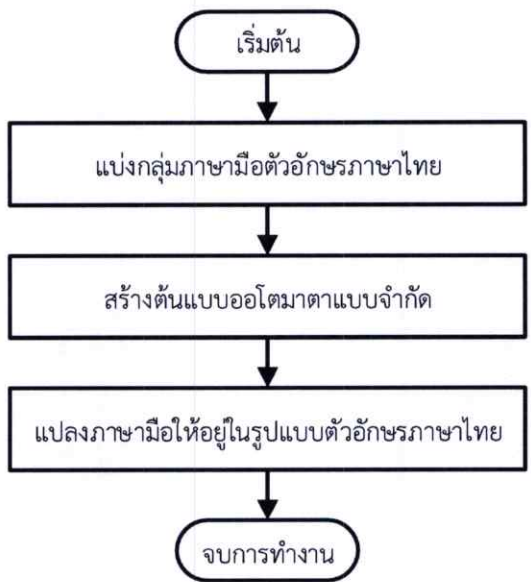 เริ่มต้น
แบ่งกลุ่มภาษามือตัวอักษรภาษาไทย
สร้างต้นแบบออโตมาตาแบบจำกัด
แปลงภาษามือให้อยู่ในรูปแบบตัวอักษรภาษาไทย
จบการทำงาน